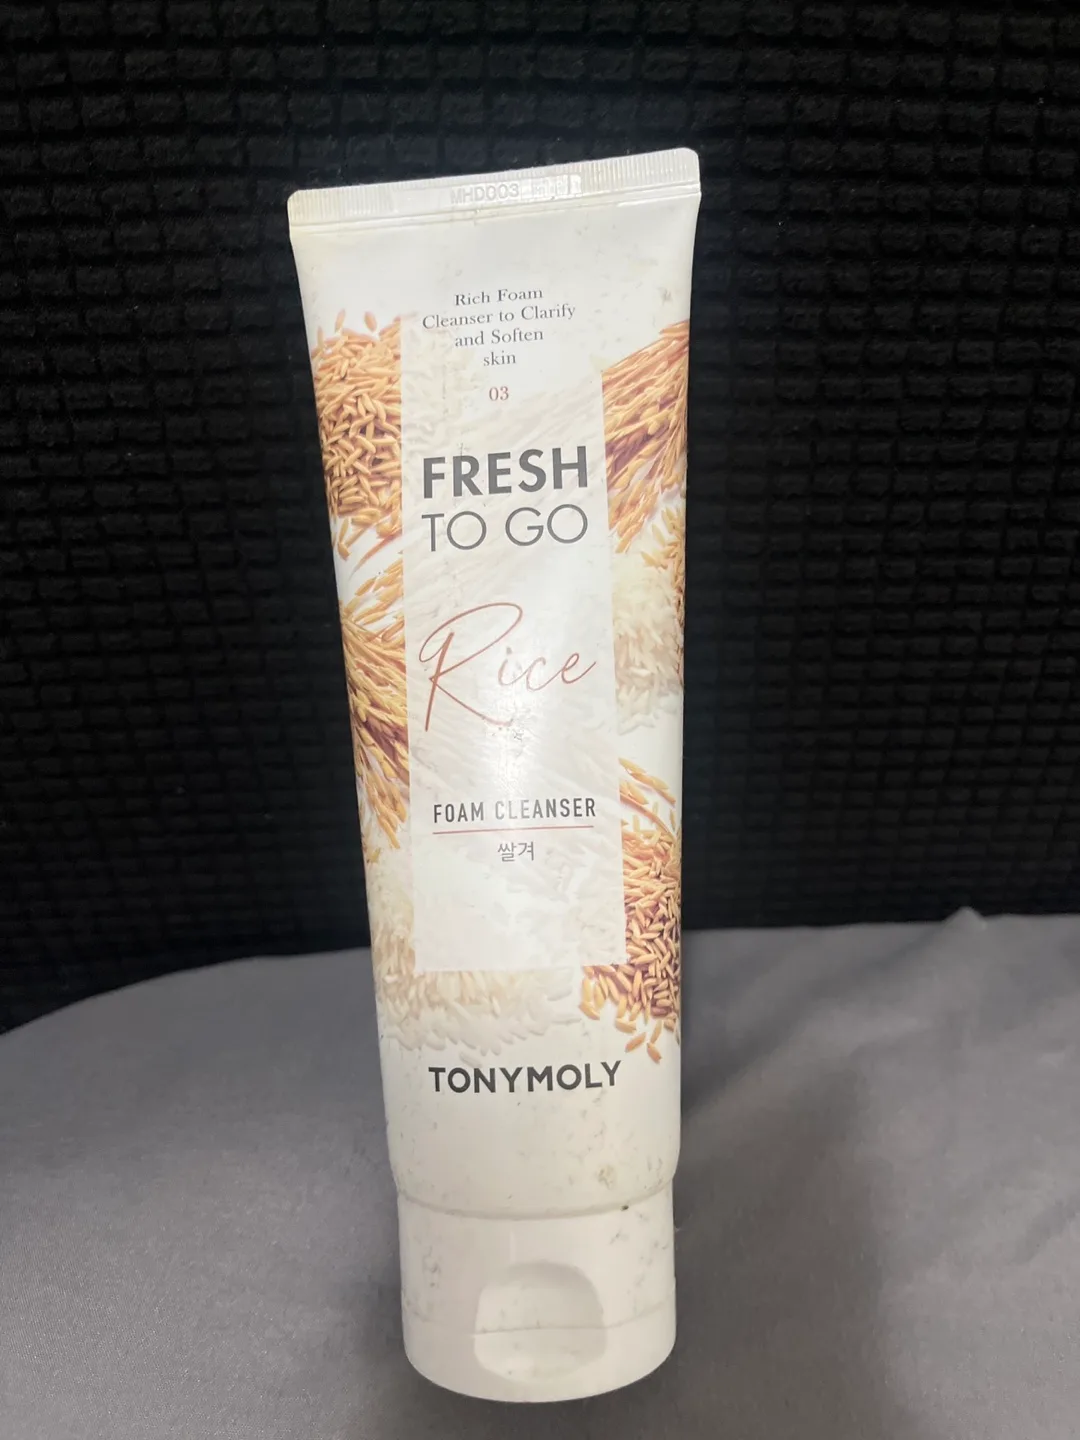 MHD003
Rich Foam
Cleanser to Clarify
and Soften
skin
03
FRESH
TO GO
Rice
FOAM CLEANSER
쌀겨
TONYMOLY